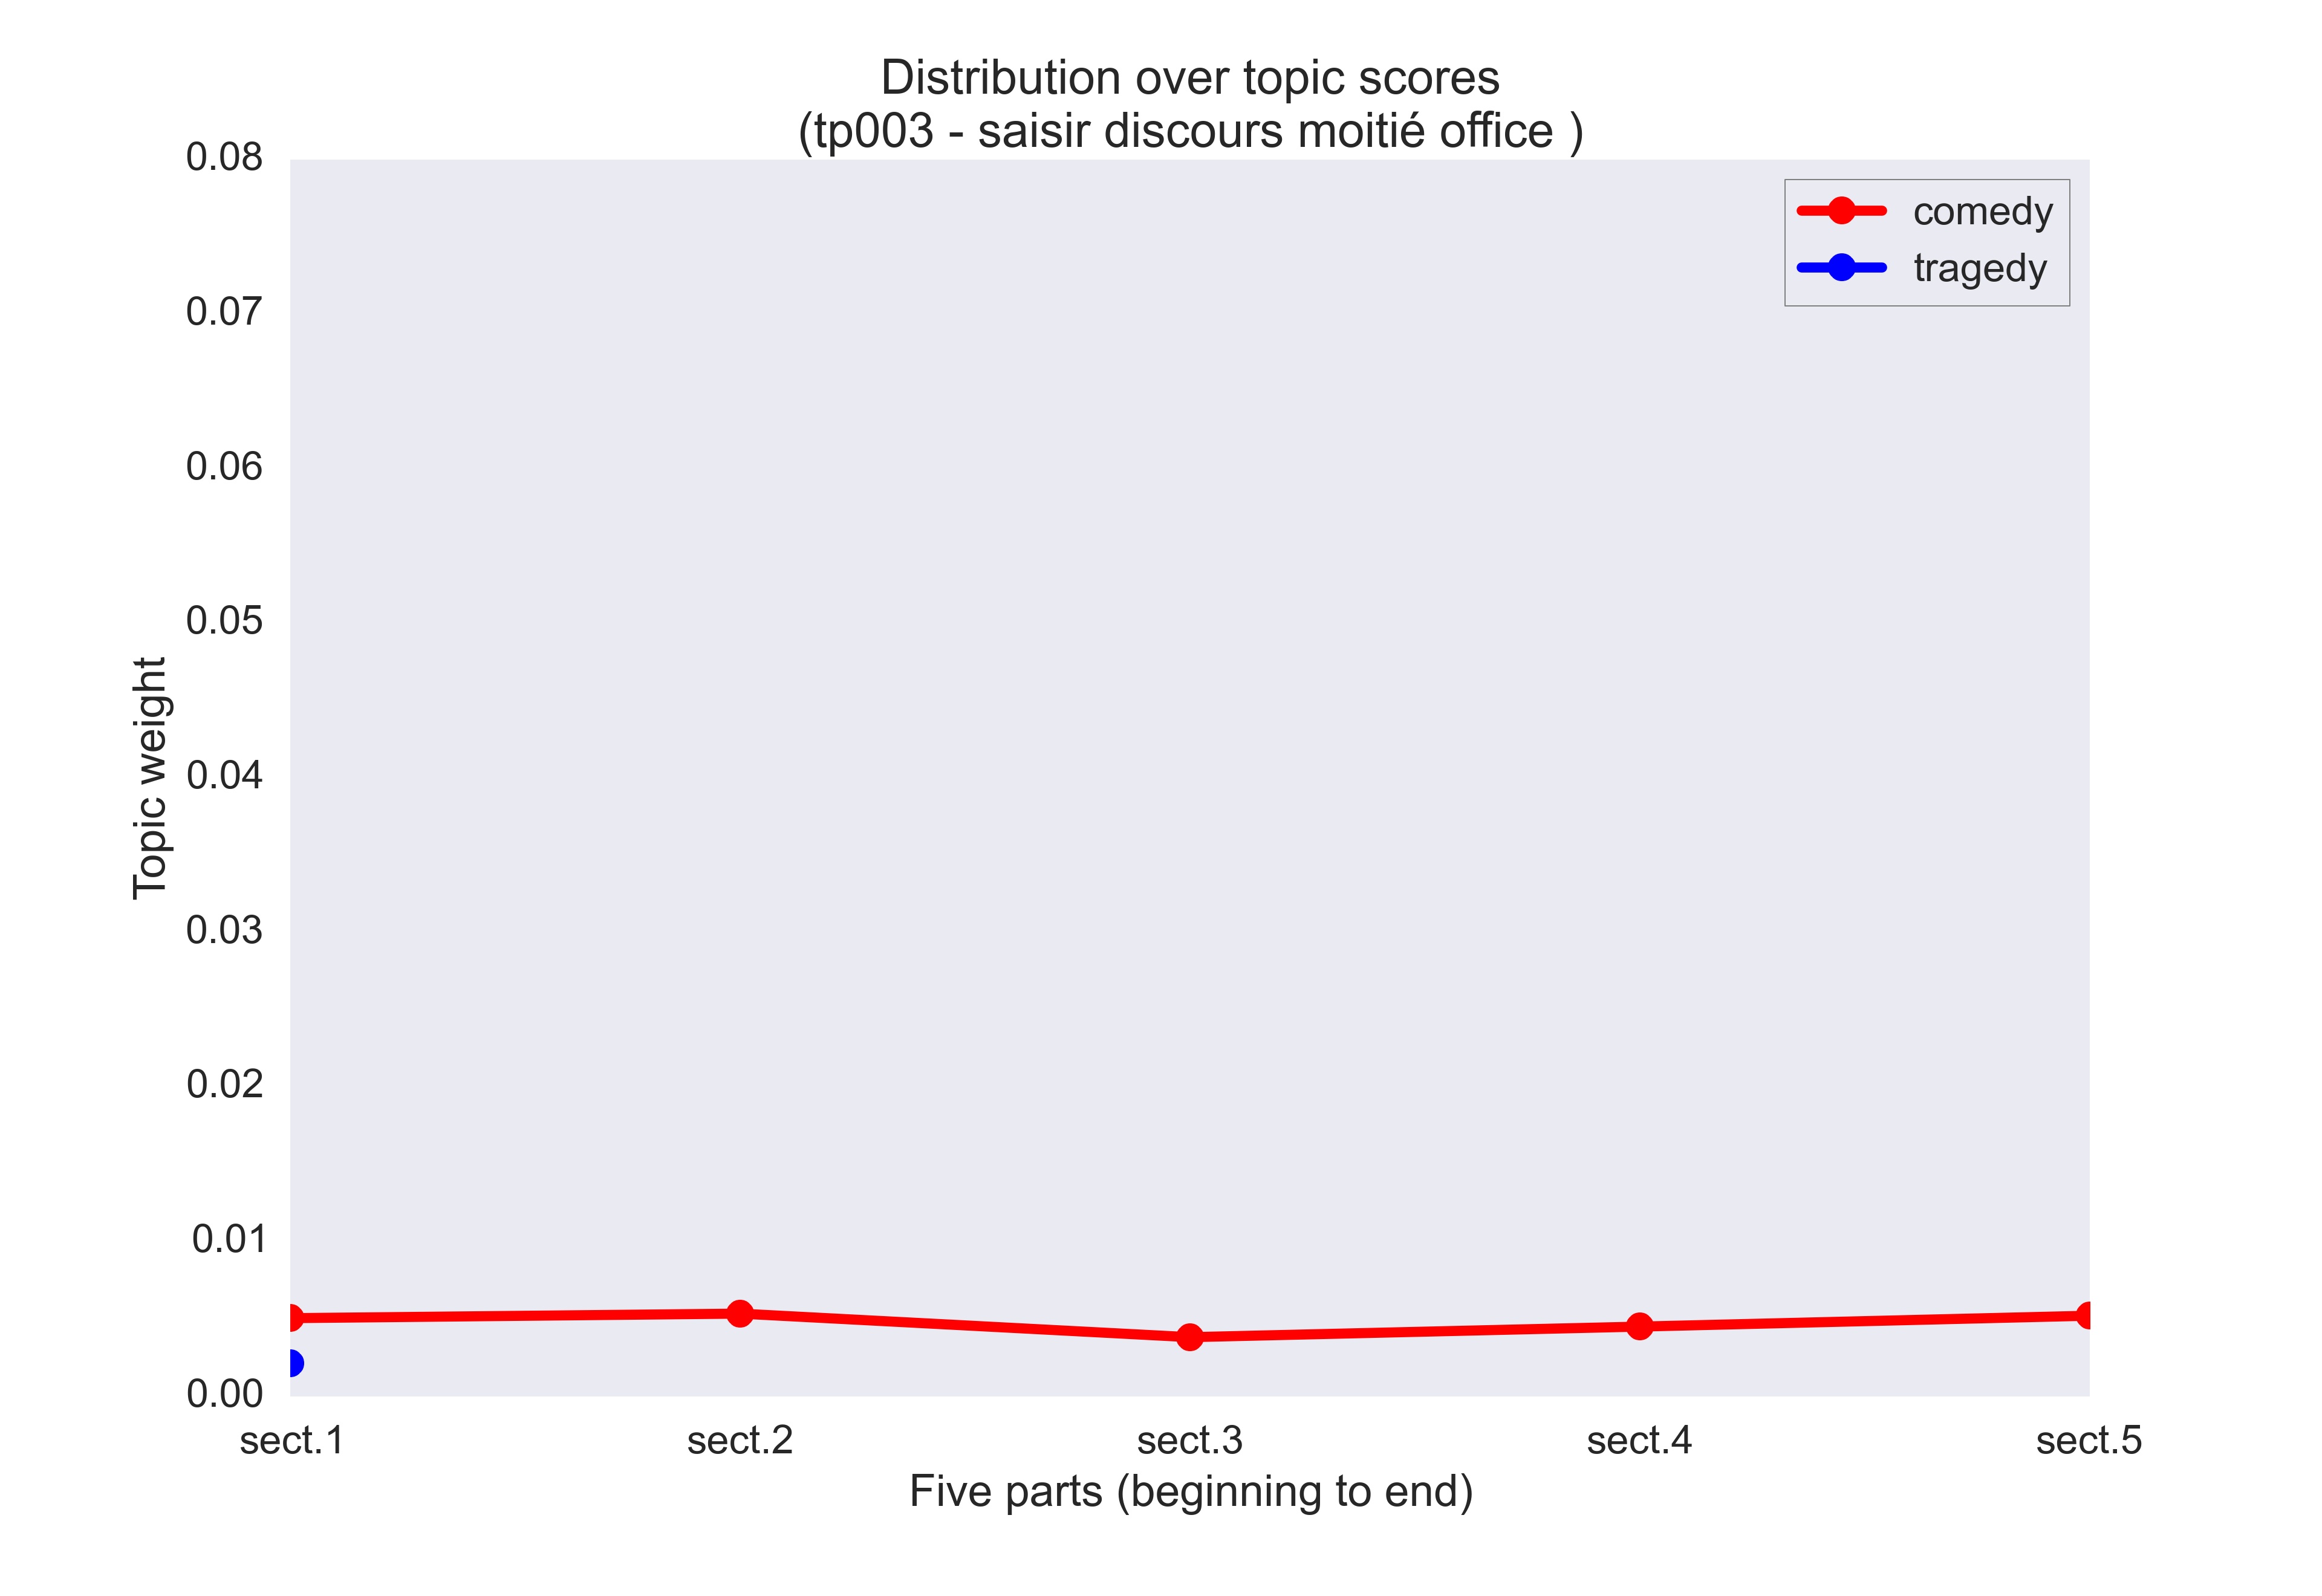 Distribution over topic scores
(tp003 - saisir discours moitié office )
comedy
tragedy
0.08
0.07
0.06
0.05
0.04
0.03
0.02
0.01
0.00
Topic weight
sect.1
sect.2
sect.3
sect.4
sect.5
Five parts (beginning to end)